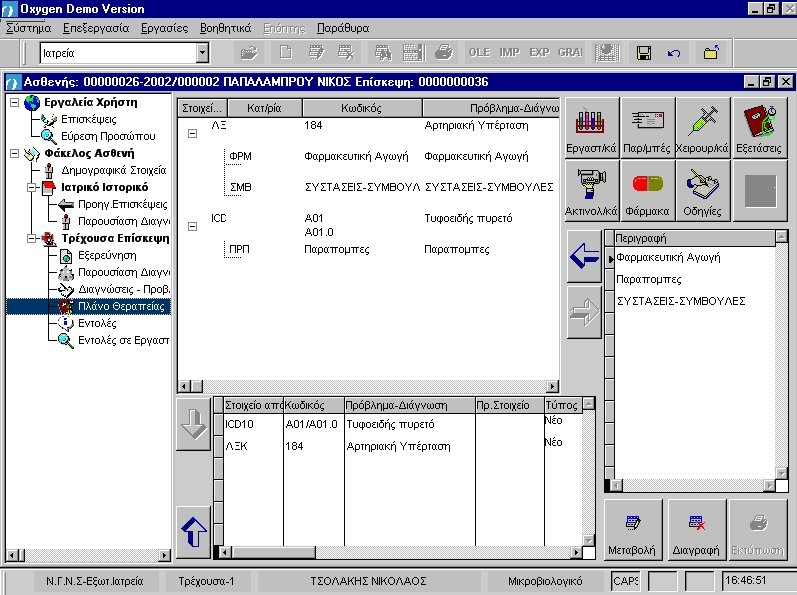 Oxygen Demo Version
Σύστημα Επεξεργασία Εργασίες Βοηθητικά Επόπτης Παράθυρα
Ιατρεία OLE IMP EXP GRAI
Ασθενής: 00000026-2002/000002 ΠΑΠΑΛΑΜΠΡΟΥ ΝΙΚΟΣ Επίσκεψη: 0000000036
Εργαλεία Χρήστη
Επισκέψεις
Εύρεση Προσώπου
Φάκελος Ασθενή
Δημογραφικά Στοιχεία
Ιατρικό Ιστορικό
Προηγ.Επισκέψεις
Παρουσίαση Διαγν
Τρέχουσα Επίσκεψη
Εξερεύνηση
Παρουσίαση Διαγν
Διαγνώσεις - Προβ.
Πλάνο Θεραπείας
Εντολές
Εντολές σε Εργαστ
Στοιχεί... Κατ/ρία Κωδικός Πρόβλημα-Διάγνω
ΛΞ 184 Αρτηριακή Υπέρταση
ΦΡΜ Φαρμακευτική Αγωγή Φαρμακευτική Αγωγή
ΣΜΒ ΣΥΣΤΑΣΕΙΣ-ΣΥΜΒΟΥΛ ΣΥΣΤΑΣΕΙΣ-ΣΥΜΒΟΥΛΕΣ
ICD A01 Τυφοειδής πυρετό
A01.0
ΠΡΠ Παραπομπες Παραπομπες
Εργαστ/κά Παρ/μπές Χειρουρ/κά Εξετάσεις
Ακτινολ/κά Φάρμακα Οδηγίες
Περιγραφή
Φαρμακευτική Αγωγή
Παραπομπες
ΣΥΣΤΑΣΕΙΣ-ΣΥΜΒΟΥΛΕΣ
Στοιχείο από Κωδικός Πρόβλημα-Διάγνωση Πρ.Στοιχείο Τύπος
ICD10 A01/A01.0 Τυφοειδής πυρετό Νέο
ΛΞΚ 184 Αρτηριακή Υπέρταση Νέο
Μεταβολή Διαγραφή Εκτύπωση
Ν.Γ.Ν.Σ-Εξωτ.Ιατρεία Τρέχουσα-1 ΤΣΟΛΑΚΗΣ ΝΙΚΟΛΑΟΣ Μικροβιολογικό CAPS 16:46:51